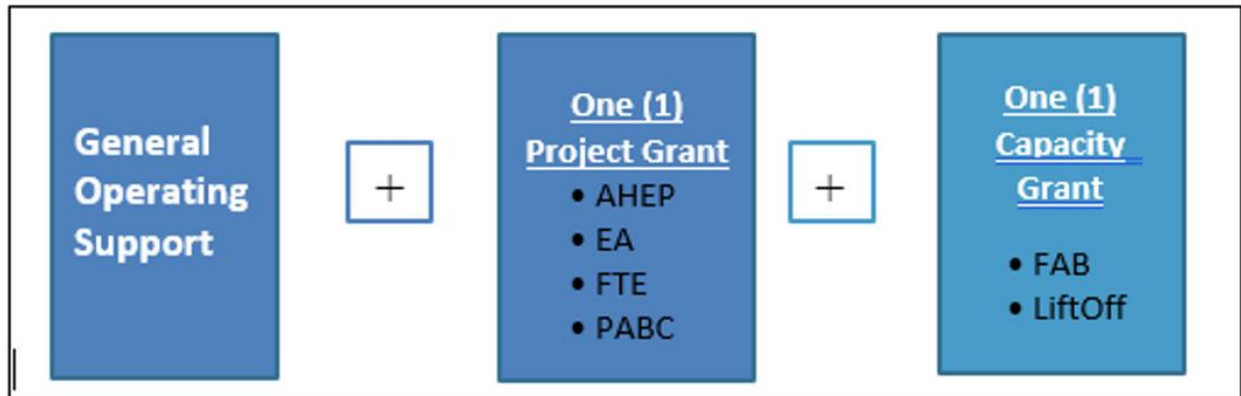 General
Operating
Support
+
One (1)
Project Grant
• AHEP
• EA
• FTE
• PABC
+
One (1)
Capacity
Grant
• FAB
• LiftOff